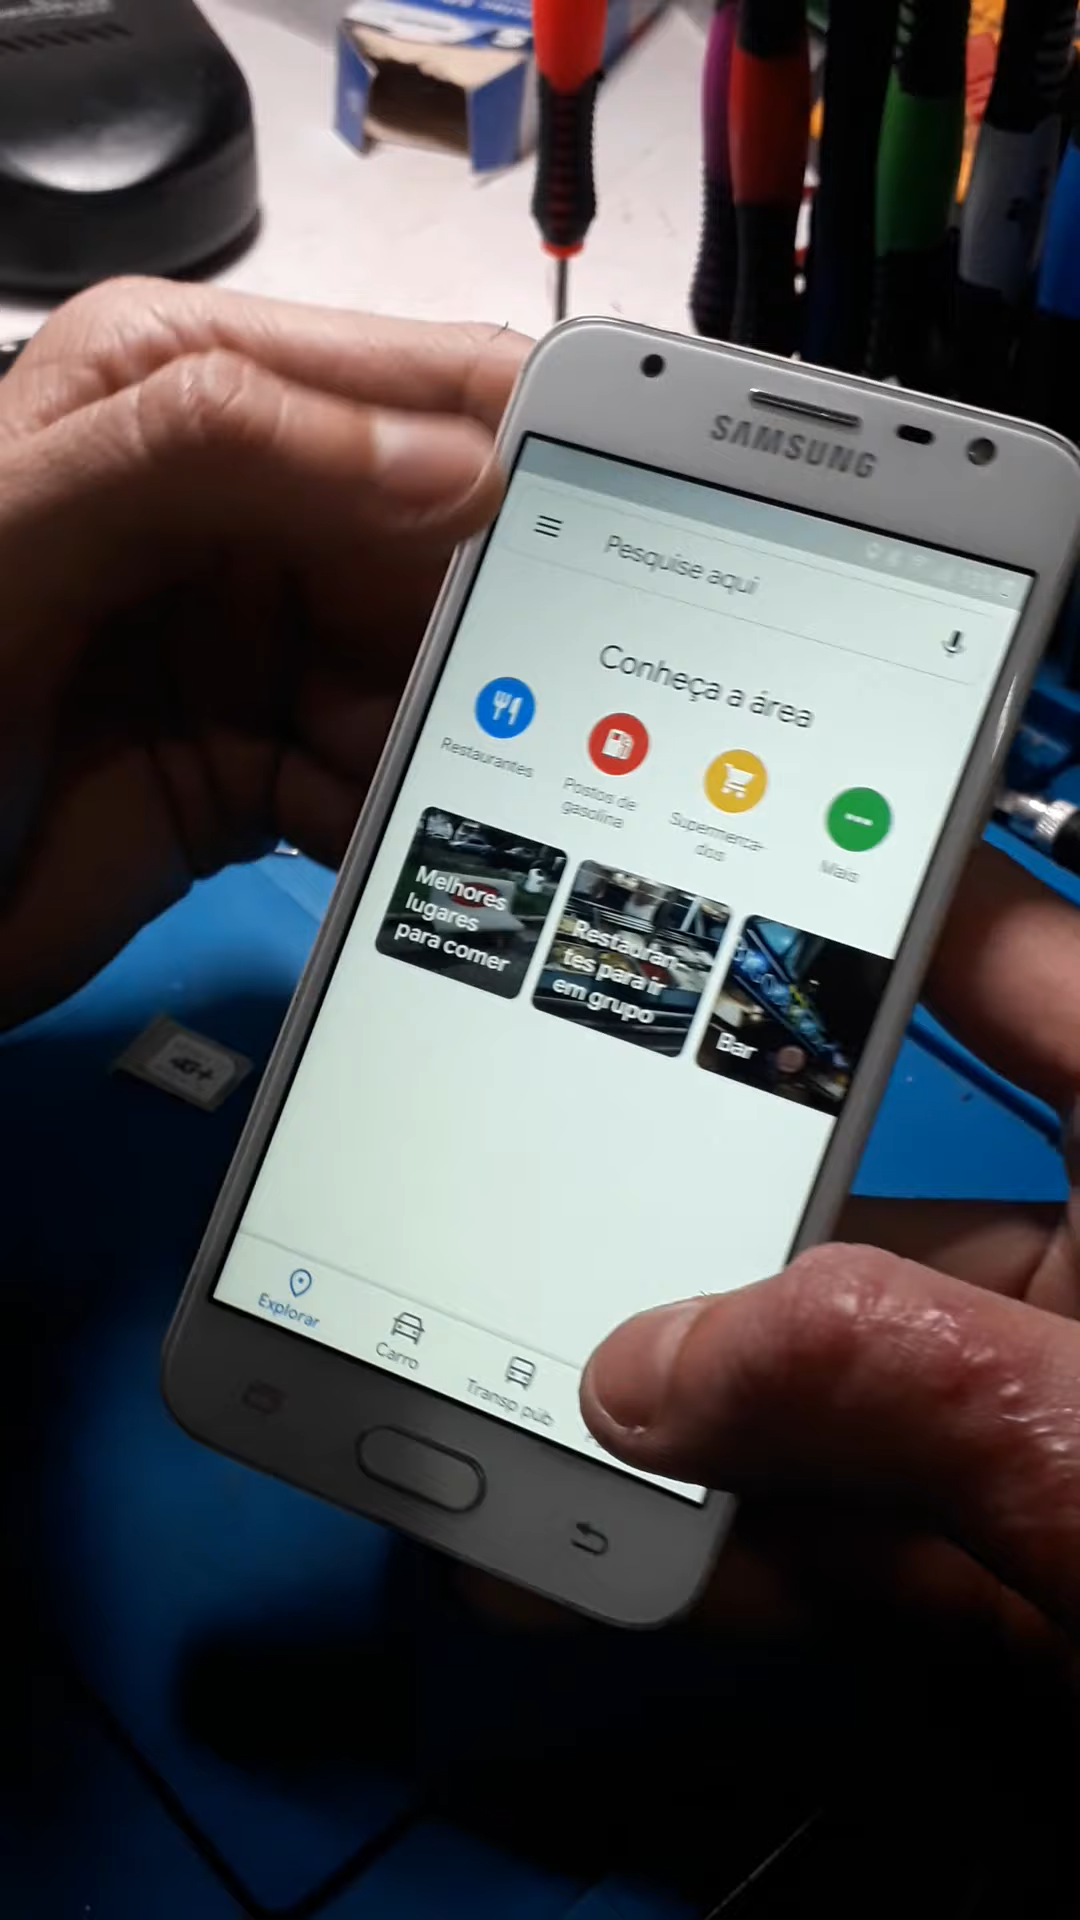 SAMSUNG
Pesquise aqui
Conheça a área
Restaurantes
Postos de
gasolina
Supermerca-
dos
Mais
Melhores
lugares
para comer
Restauran-
tes para ir
em grupo
Bar
Explorar
Carro
Transp púb
4G+